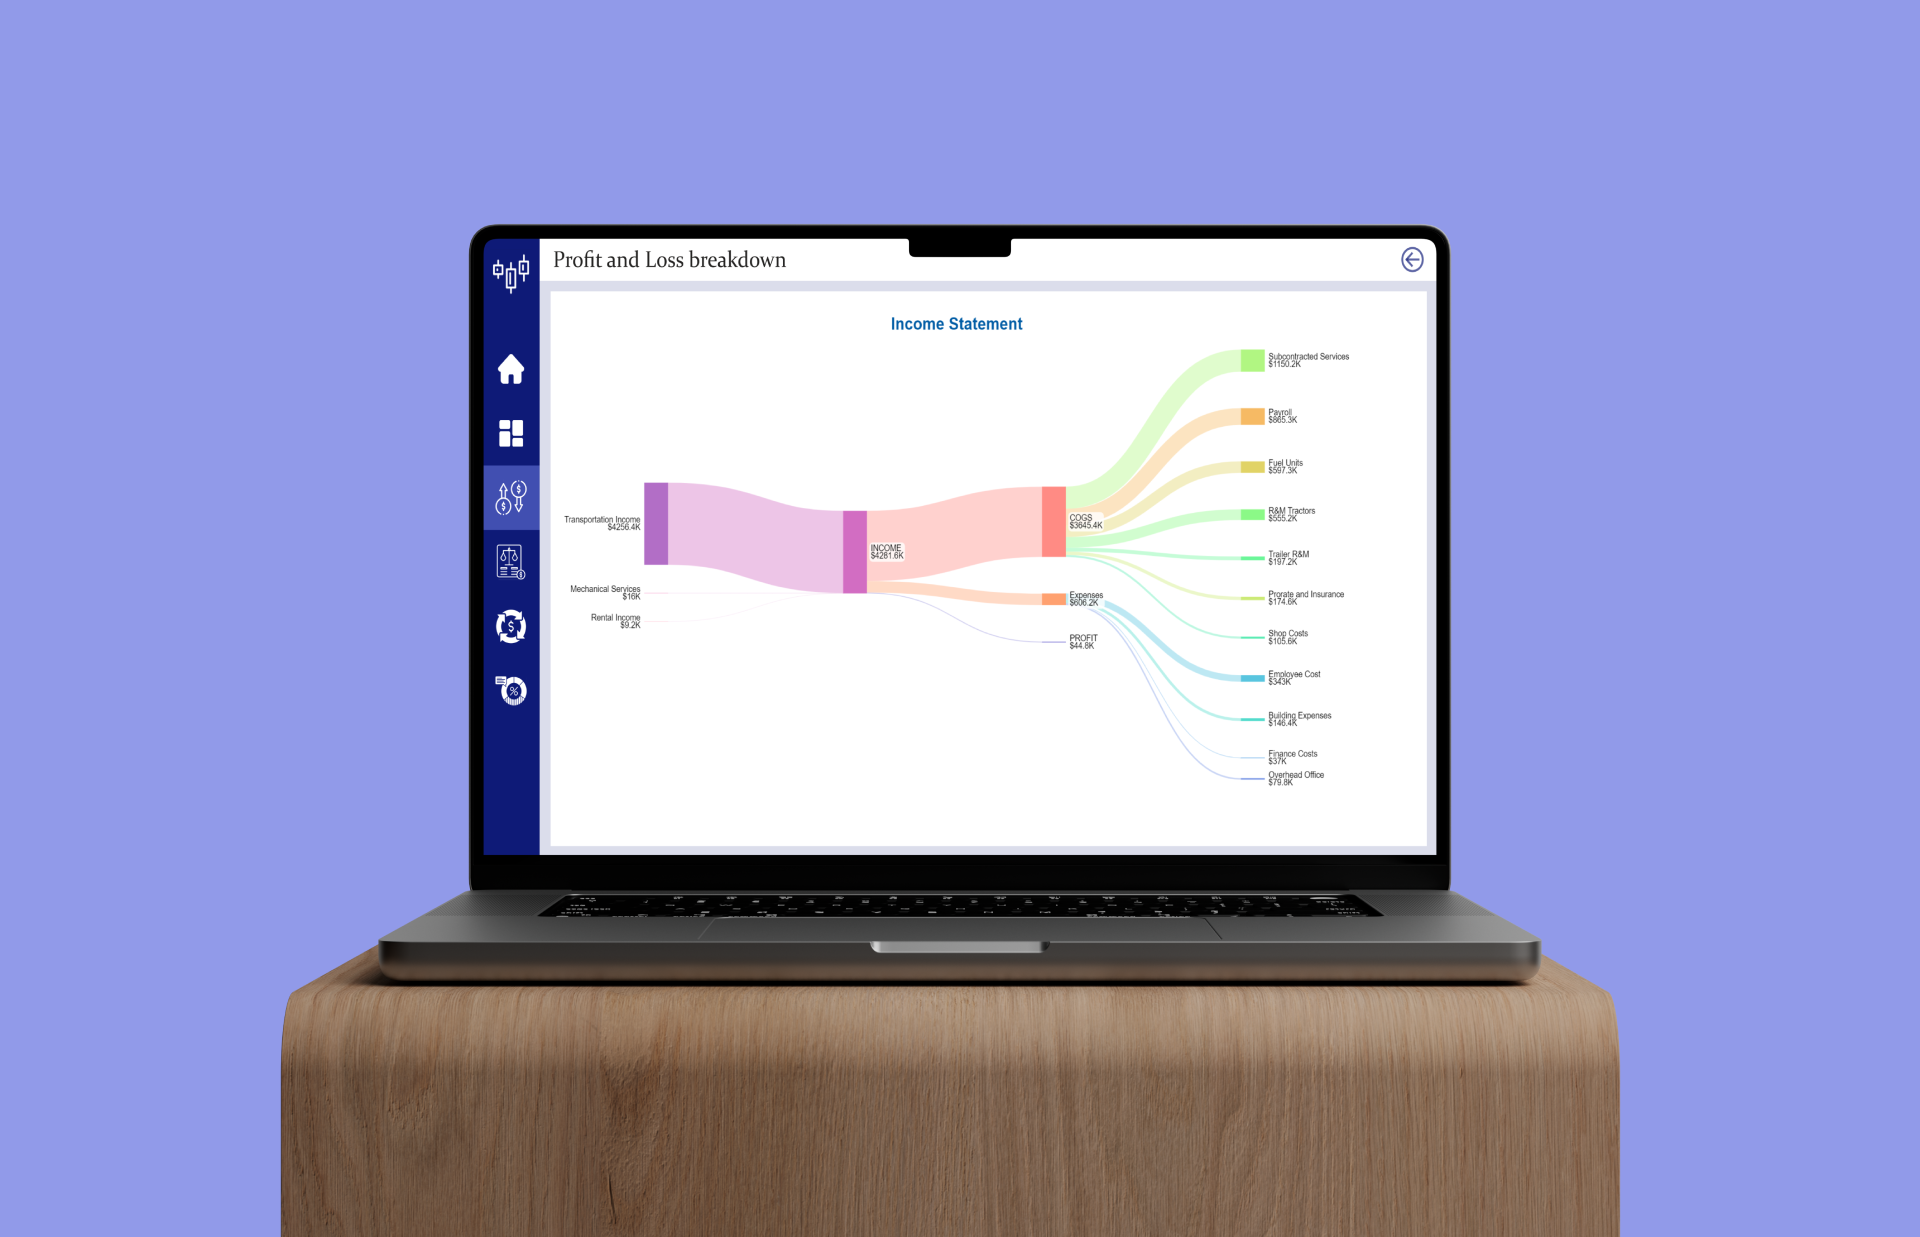 Profit and Loss breakdown
Income Statement
Transportation Income
$4256.4K
Mechanical Services
$16K
Rental Income
$9.2K
INCOME
$4281.6K
COGS
$3645.4K
Expenses
$606.2K
PROFIT
$44.8K
Subcontracted Services
$1150.2K
Payroll
$865.3K
Fuel Units
$597.3K
R&M Tractors
$555.2K
Trailer R&M
$197.2K
Prorate and Insurance
$174.6K
Shop Costs
$105.6K
Employee Cost
$343K
Building Expenses
$146.4K
Finance Costs
$37K
Overhead Office
$79.8K